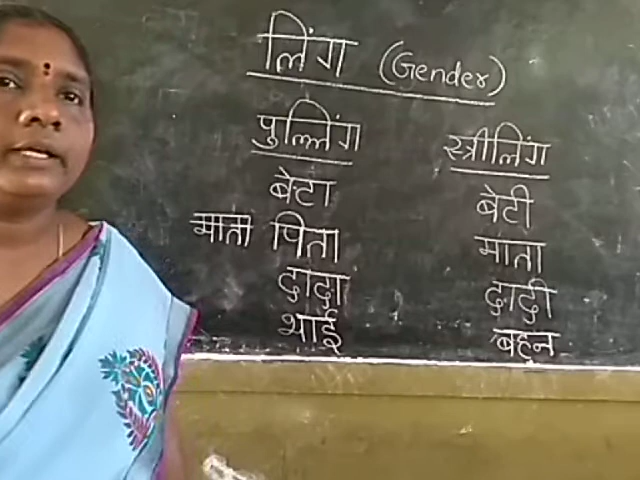 लिंग (Gender)
पुल्लिंग स्त्रीलिंग
बेटा बेटी
माता पिता माता
दादा दादी
भाई बहन